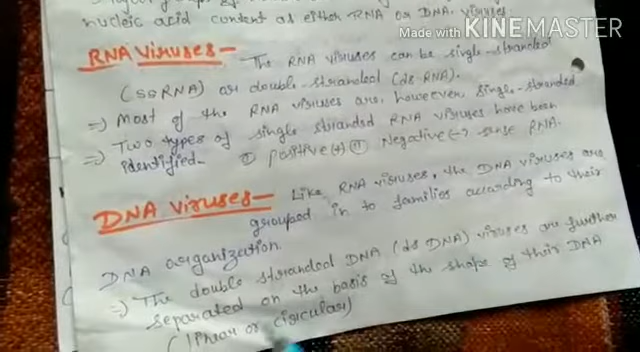 nucleic acid content as either RNA or DNA. viruses.
Made with KINEMASTER
RNA Viruses - The RNA viruses can be single-stranded
(ssRNA) or double-stranded (ds-RNA).
=) Most of the RNA viruses are, however, single-stranded
=) Two types of single stranded RNA viruses have been
identified - (i) positive (+) (ii) Negative (-) sense RNA.
DNA Viruses - Like RNA viruses, the DNA viruses are
grouped in to families according to their
DNA organization.
=) The double stranded DNA (ds DNA) viruses are further
separated on the basis of the shape of their DNA
(linear or circular)